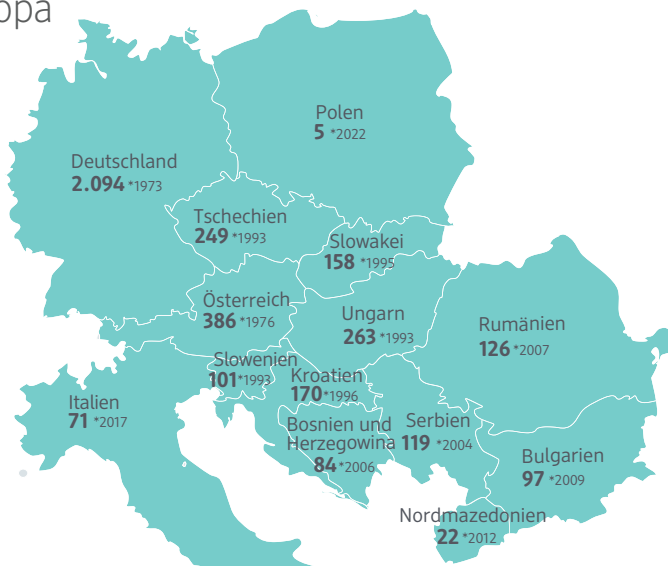 opa
Polen
5 *2022
Deutschland
2.094 *1973
Tschechien
249 *1993
Slowakei
158 *1995
Österreich
386 *1976
Ungarn
263 *1993
Rumänien
126 *2007
Slowenien
101 *1993
Kroatien
170 *1996
Italien
71 *2017
Bosnien und
Herzegowina
84 *2006
Serbien
119 *2004
Bulgarien
97 *2009
Nordmazedonien
22 *2012